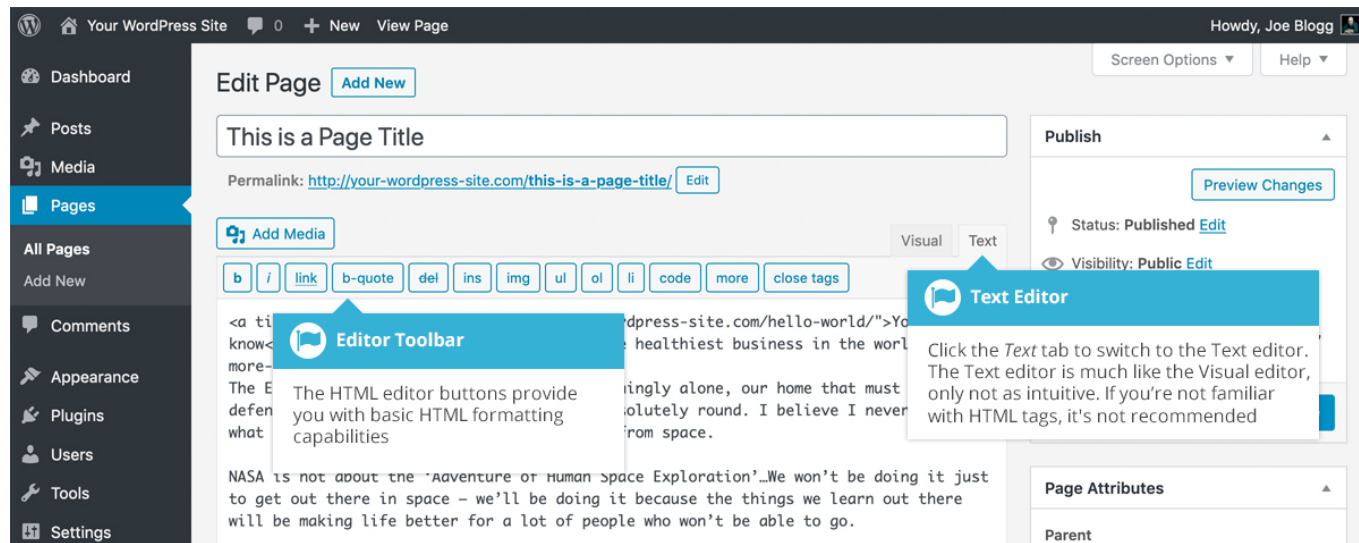 Your WordPress Site 0 + New View Page Howdy, Joe Blogg
Dashboard
Posts
Media
Pages
All Pages
Add New
Comments
Appearance
Plugins
Users
Tools
Settings
Screen Options ▼ Help ▼
Edit Page Add New
This is a Page Title
Permalink: http://your-wordpress-site.com/this-is-a-page-title/ Edit
Add Media
Visual Text
b i link b-quote del ins img ul ol li code more close tags
<a ti dpress-site.com/hello-world/">Yo
know< healthiest business in the worl
more-
The E ingly alone, our home that must
defen solutely round. I believe I never
what from space.
NASA is not about the ‘Adventure of Human Space Exploration’…We won’t be doing it just
to get out there in space – we’ll be doing it because the things we learn out there
will be making life better for a lot of people who won’t be able to go.
Editor Toolbar
The HTML editor buttons provide
you with basic HTML formatting
capabilities
Publish
Preview Changes
Status: Published Edit
Visibility: Public Edit
Text Editor
Click the Text tab to switch to the Text editor.
The Text editor is much like the Visual editor,
only not as intuitive. If you’re not familiar
with HTML tags, it's not recommended
Page Attributes
Parent